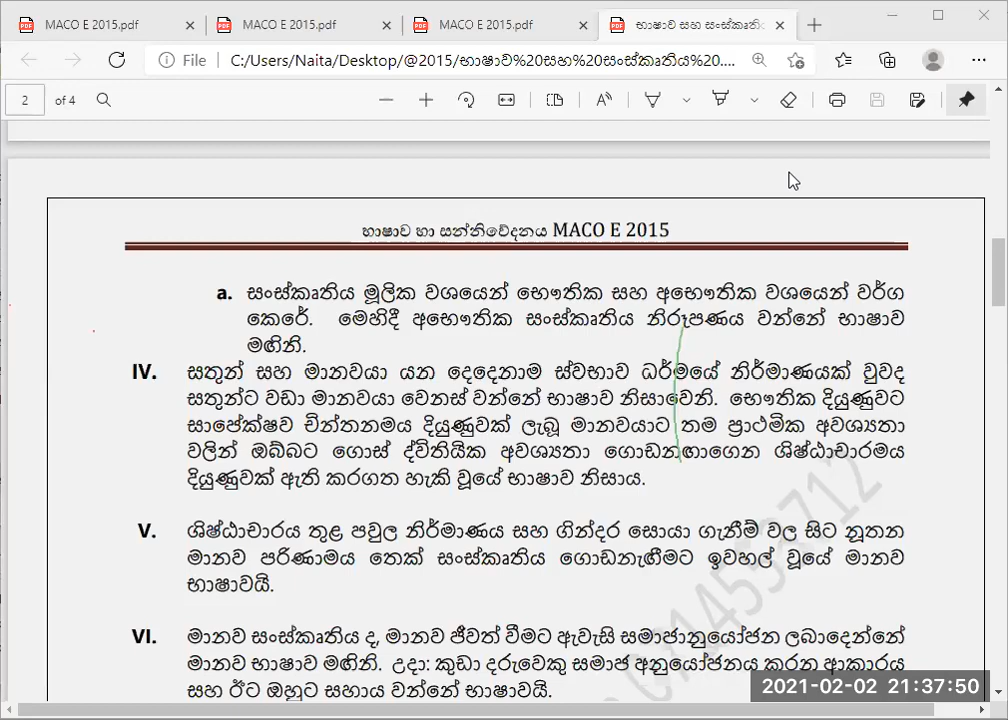 MACO E 2015.pdf
MACO E 2015.pdf
MACO E 2015.pdf
භාෂාව සහ සංස්කෘති
File
C:/Users/Naita/Desktop/@2015/භාෂාව%20සහ%20සංස්කෘතිය%20....
2 of 4
භාෂාව හා සන්නිවේදනය MACO E 2015
a. සංස්කෘතිය මූලික වශයෙන් භෞතික සහ අභෞතික වශයෙන් වර්ග
කෙරේ. මෙහිදී අභෞතික සංස්කෘතිය නිරූපණය වන්නේ භාෂාව
මඟිනි.
IV. සතුන් සහ මානවයා යන දෙදෙනාම ස්වභාව ධර්මයේ නිර්මාණයක් වුවද
සතුන්ට වඩා මානවයා වෙනස් වන්නේ භාෂාව නිසාවෙනි. භෞතික දියුණුවට
සාපේක්ෂව චින්තනමය දියුණුවක් ලැබූ මානවයාට තම ප්‍රාථමික අවශ්‍යතා
වලින් ඔබ්බට ගොස් ද්විතියික අවශ්‍යතා ගොඩනඟාගෙන ශිෂ්ඨාචාරමය
දියුණුවක් ඇති කරගත හැකි වූයේ භාෂාව නිසාය.
V. ශිෂ්ඨාචාරය තුළ පවුල නිර්මාණය සහ ගින්දර සොයා ගැනීම් වල සිට නූතන
මානව පරිණාමය තෙක් සංස්කෘතිය ගොඩනැඟීමට ඉවහල් වූයේ මානව
භාෂාවයි.
VI. මානව සංස්කෘතිය ද, මානව ජීවත් වීමට ඇවැසි සමාජානුයෝජන ලබාදෙන්නේ
මානව භාෂාව මඟිනි. උදා: කුඩා දරුවෙකු සමාජ අනුයෝජනය කරන ආකාරය
සහ ඊට ඔහුට සහාය වන්නේ භාෂාවයි.
2021-02-02 21:37:50